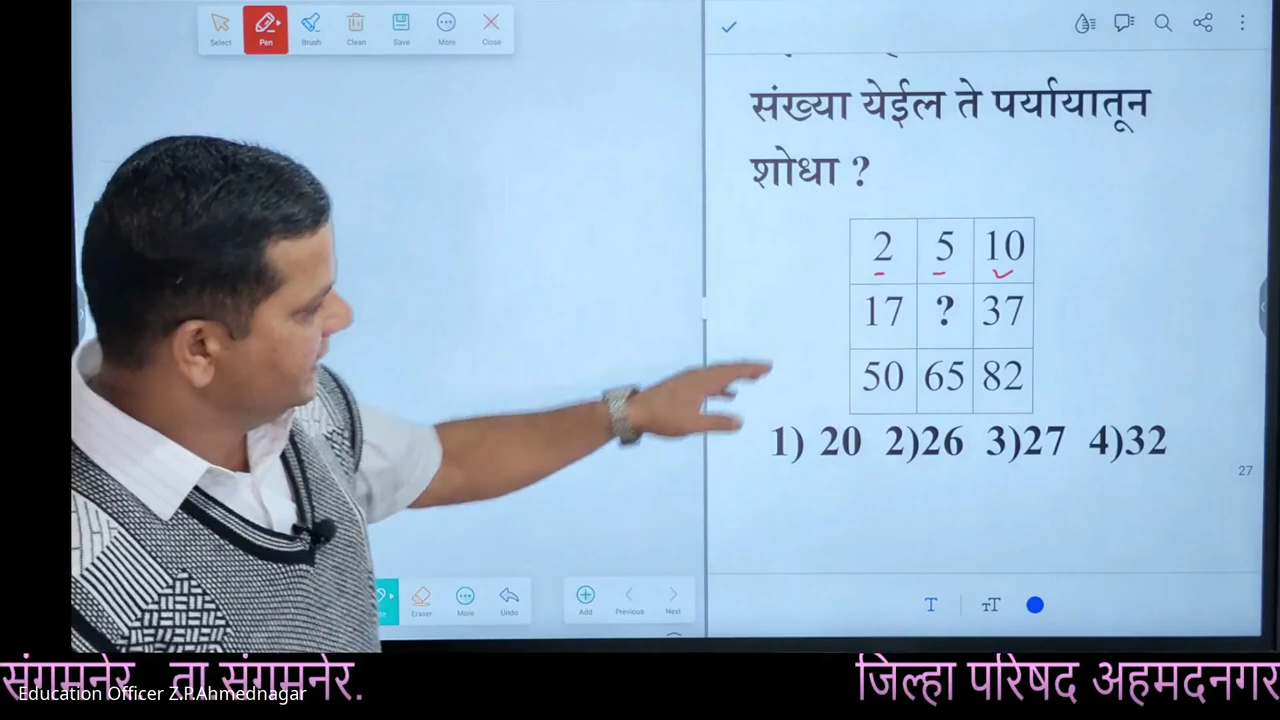 Select Pen Brush Clean Save More Close
संख्या येईल ते पर्यायातून
शोधा ?
2 5 10
17 ? 37
50 65 82
1) 20 2)26 3)27 4)32
27
Eraser More Undo Add Previous Next
T тT
संगमनेर ता.संगमनेर. जिल्हा परिषद अहमदनगर
Education Officer Z.P.Ahmednagar